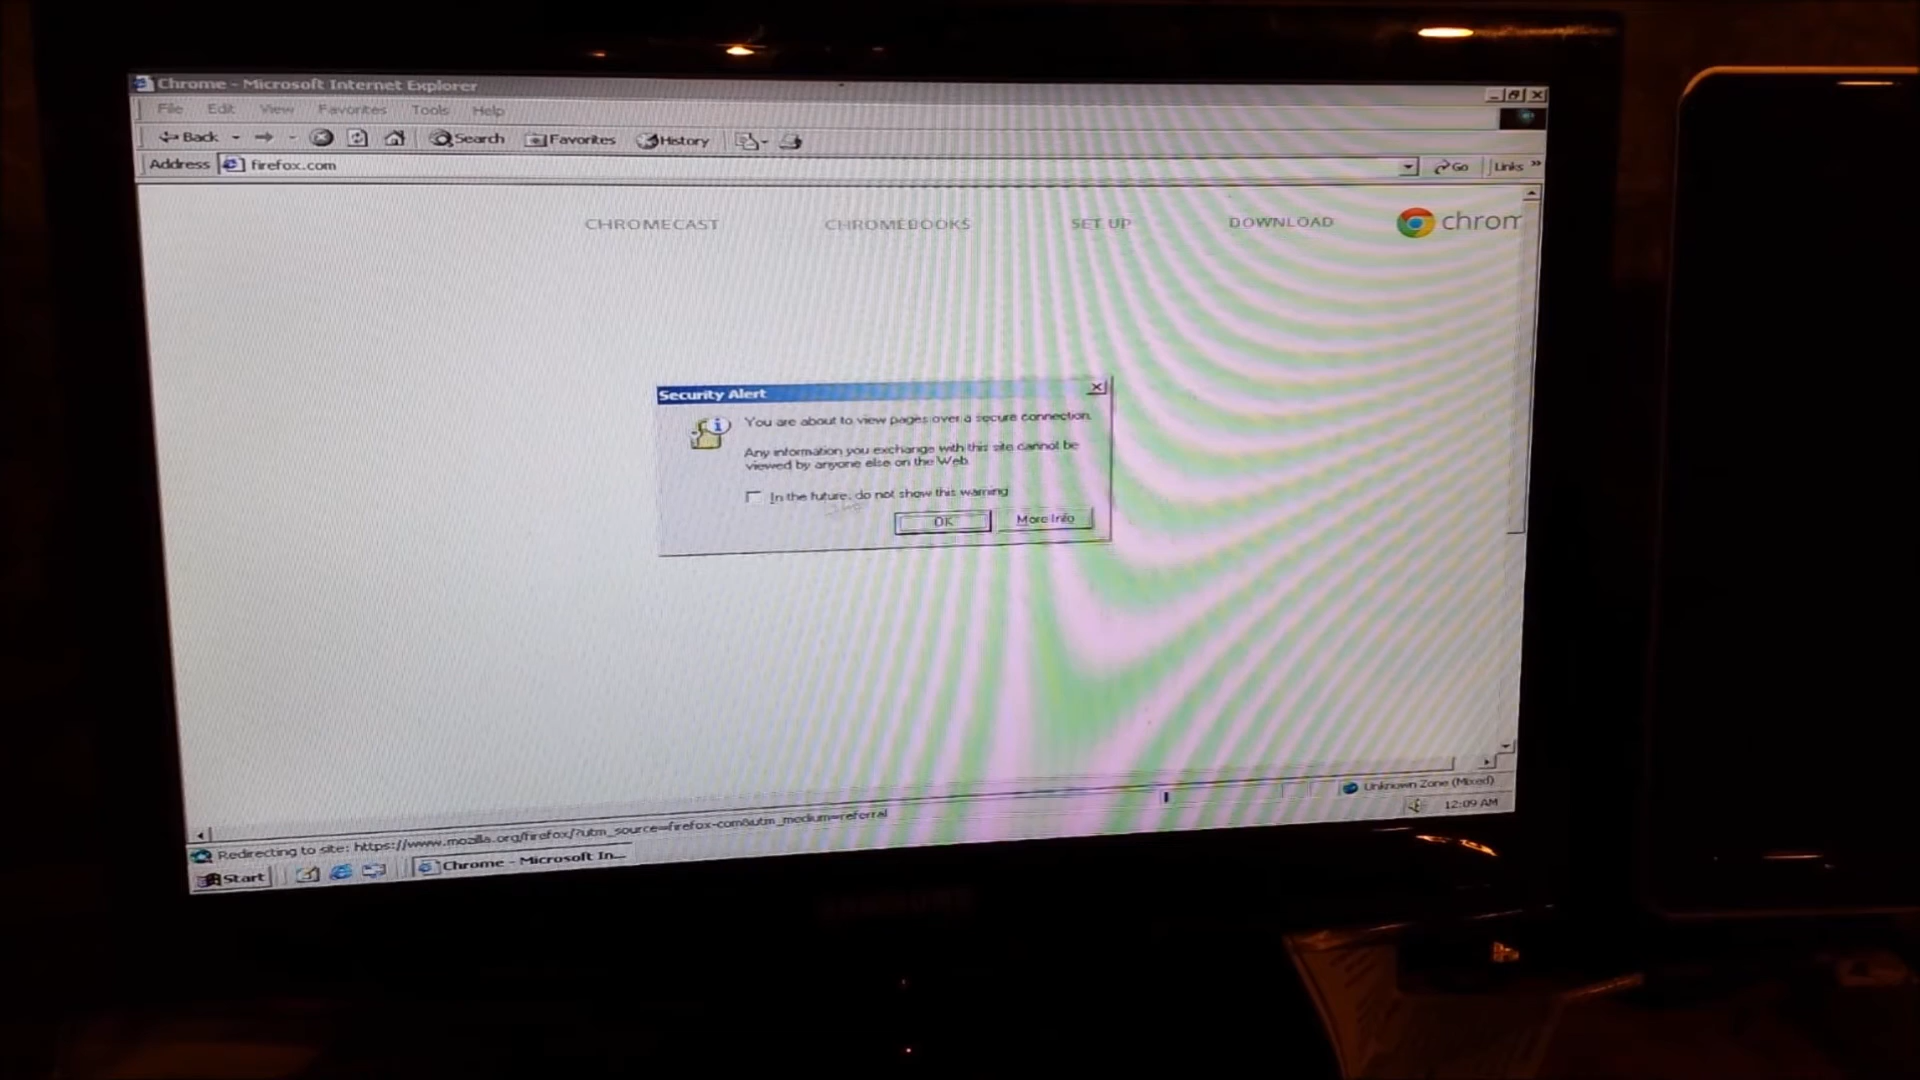 Chrome - Microsoft Internet Explorer
File Edit View Favorites Tools Help
Back Search Favorites History
Address firefox.com Go Links »
CHROMECAST CHROMEBOOKS SET UP DOWNLOAD chrom
Security Alert
You are about to view pages over a secure connection.
Any information you exchange with this site cannot be
viewed by anyone else on the Web.
In the future, do not show this warning
OK More Info
Unknown Zone (Mixed)
Redirecting to site: https://www.mozilla.org/firefox/?utm_source=firefox-com&utm_medium=referral
Start Chrome - Microsoft In... 12:09 AM
SAMSUNG